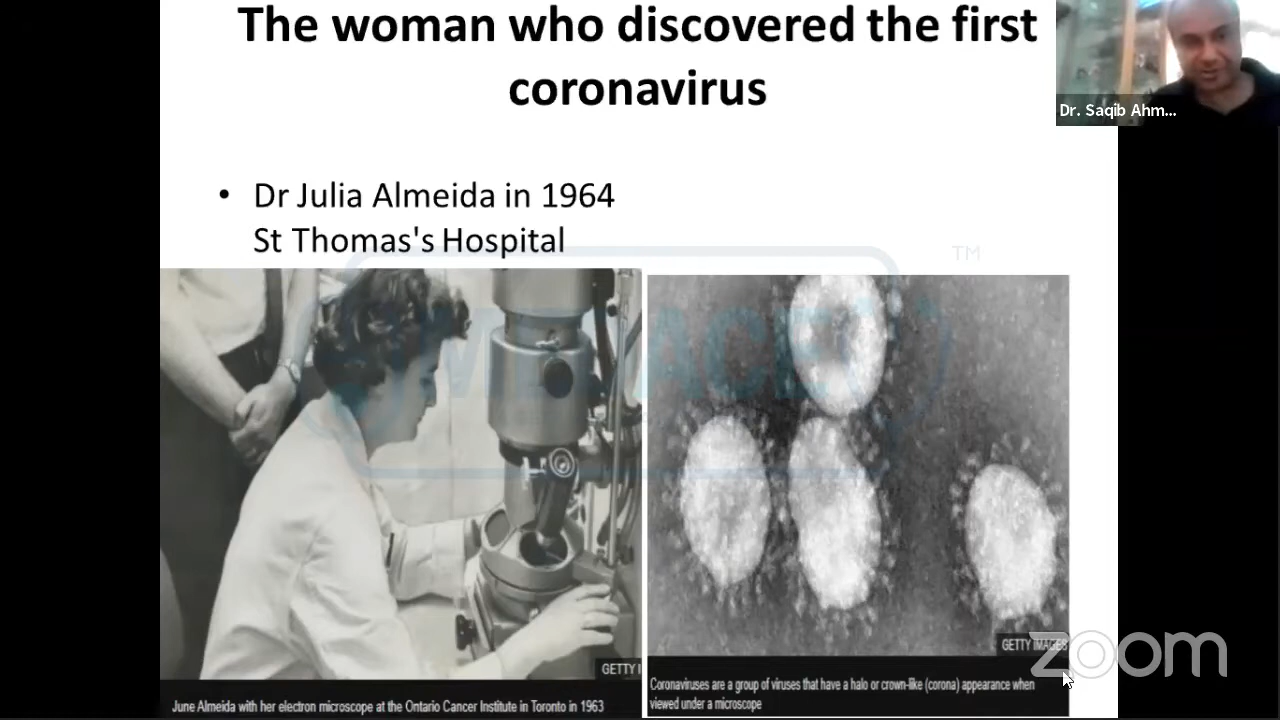 The woman who discovered the first
coronavirus
Dr. Saqib Ahm...
• Dr Julia Almeida in 1964
St Thomas's Hospital
TM
GETTY I
GETTY IMAGES
zoom
June Almeida with her electron microscope at the Ontario Cancer Institute in Toronto in 1963
Coronaviruses are a group of viruses that have a halo or crown-like (corona) appearance when
viewed under a microscope